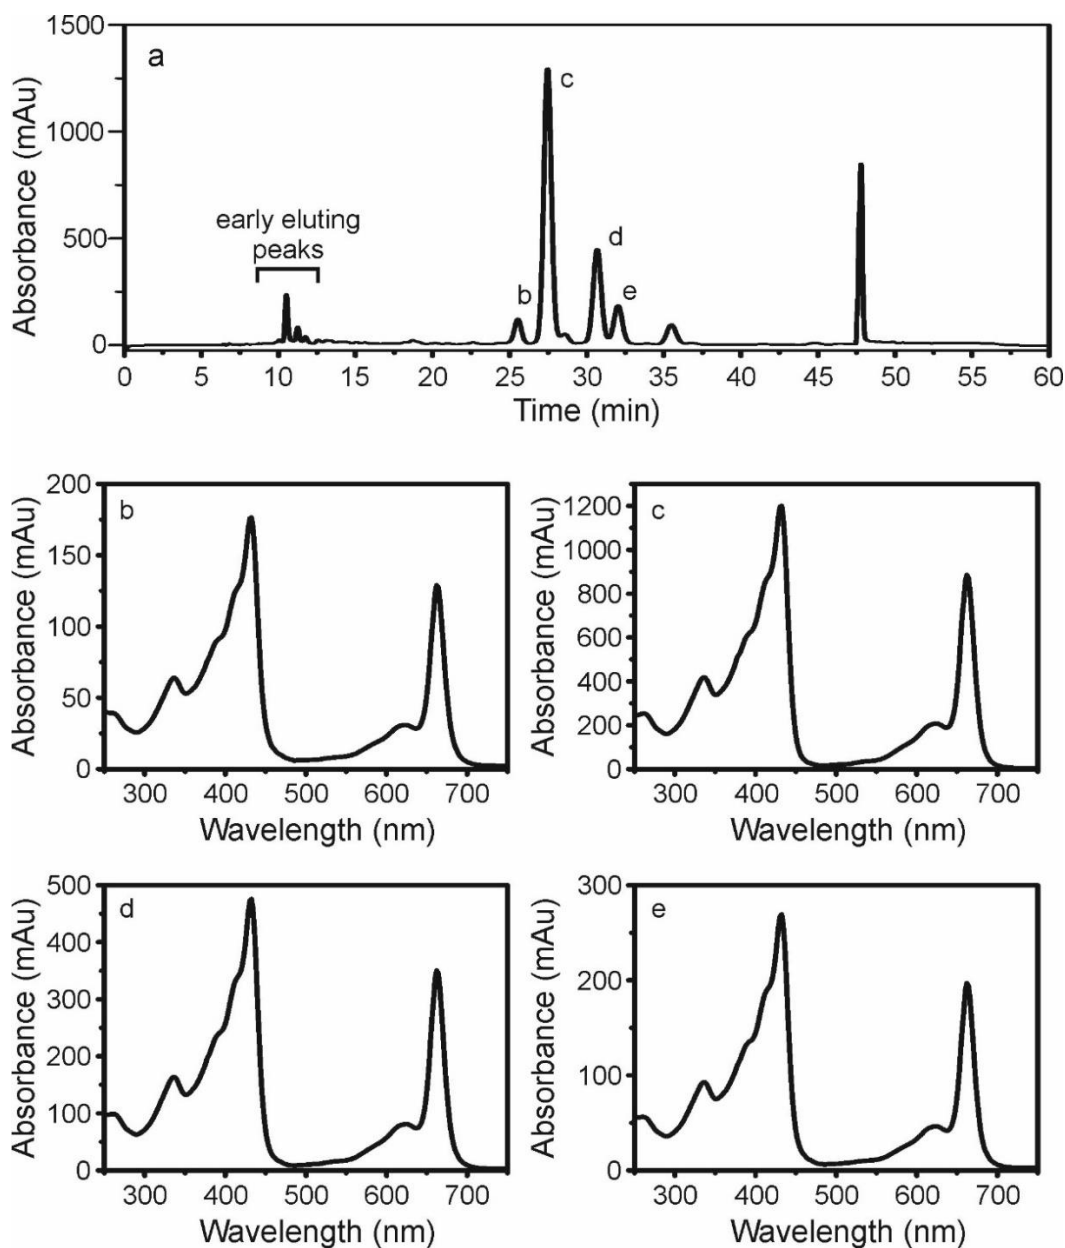 a
Absorbance (mAu)
1500
1000
500
0
early eluting
peaks
b
c
d
e
0 5 10 15 20 25 30 35 40 45 50 55 60
Time (min)
b
Absorbance (mAu)
200
150
100
50
0
300 400 500 600 700
Wavelength (nm)
c
Absorbance (mAu)
1200
1000
800
600
400
200
0
300 400 500 600 700
Wavelength (nm)
d
Absorbance (mAu)
500
400
300
200
100
0
300 400 500 600 700
Wavelength (nm)
e
Absorbance (mAu)
300
200
100
0
300 400 500 600 700
Wavelength (nm)